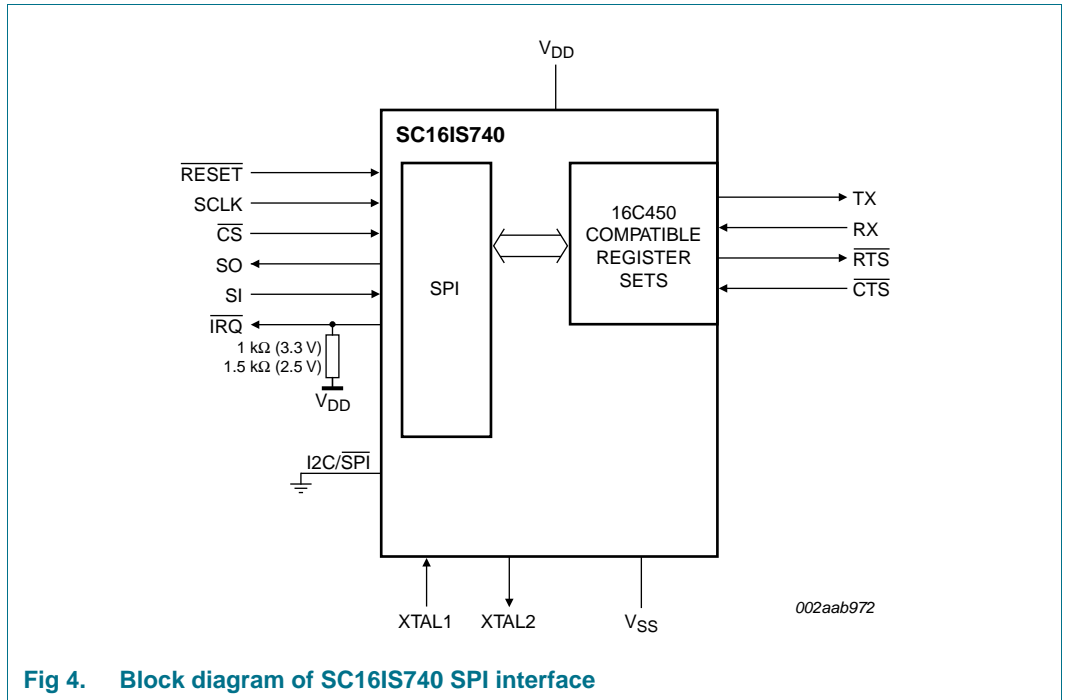 VDD
SC16IS740
RESET
SCLK
CS
SO
SI
IRQ
1 kΩ (3.3 V)
1.5 kΩ (2.5 V)
VDD
I2C/SPI
SPI
16C450
COMPATIBLE
REGISTER
SETS
TX
RX
RTS
CTS
XTAL1
XTAL2
VSS
002aab972
Fig 4. Block diagram of SC16IS740 SPI interface